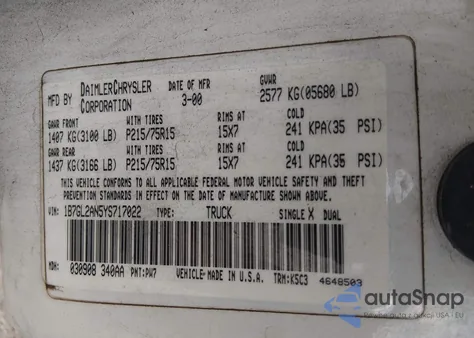 MFD BY DAIMLERCHRYSLER CORPORATION DATE OF MFR 3-00 GVWR 2577 KG(05680 LB)
GAWR FRONT WITH TIRES RIMS AT COLD
1407 KG(3100 LB) P215/75R15 15X7 241 KPA(35 PSI)
GAWR REAR WITH TIRES RIMS AT COLD
1437 KG(3166 LB) P215/75R15 15X7 241 KPA(35 PSI)
THIS VEHICLE CONFORMS TO ALL APPLICABLE FEDERAL MOTOR VEHICLE SAFETY AND THEFT
PREVENTION STANDARDS IN EFFECT ON THE DATE OF MANUFACTURE SHOWN ABOVE.
VIN: 1B7GL2AN5YS717022 TYPE: TRUCK SINGLE X DUAL
MDH: 030908 340AA PNT:PW7 VEHICLE MADE IN U.S.A. TRM:KSC3 4648503
autoSnap